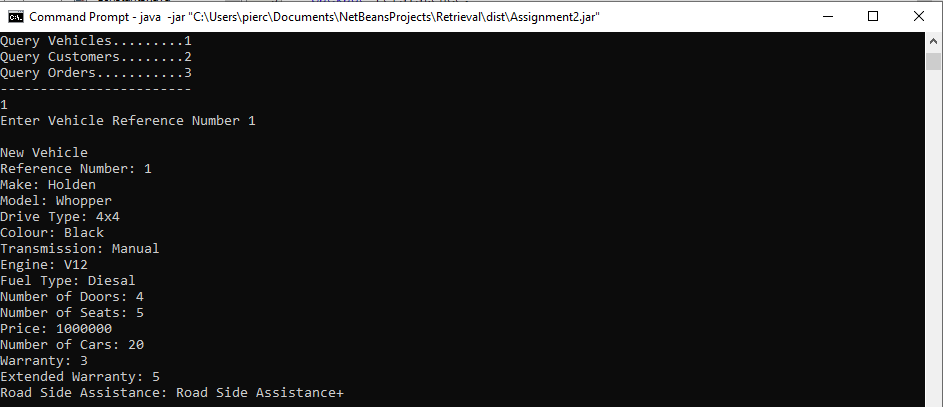 Command Prompt - java  -jar "C:\Users\pierc\Documents\NetBeansProjects\Retrieval\dist\Assignment2.jar"
Query Vehicles.........1
Query Customers........2
Query Orders...........3
------------------------
1
Enter Vehicle Reference Number 1
New Vehicle
Reference Number: 1
Make: Holden
Model: Whopper
Drive Type: 4x4
Colour: Black
Transmission: Manual
Engine: V12
Fuel Type: Diesal
Number of Doors: 4
Number of Seats: 5
Price: 1000000
Number of Cars: 20
Warranty: 3
Extended Warranty: 5
Road Side Assistance: Road Side Assistance+